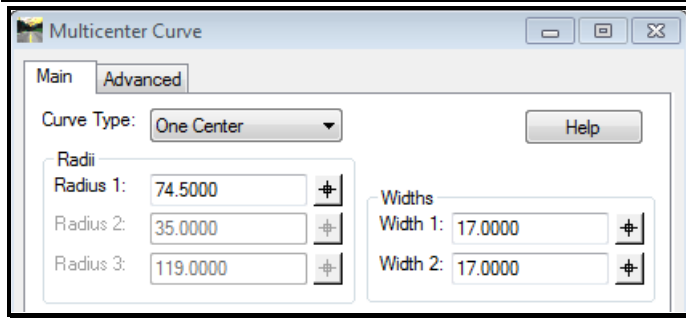 Multicenter Curve
Main Advanced
Curve Type: One Center Help
Radii
Radius 1: 74.5000
Widths
Radius 2: 35.0000 Width 1: 17.0000
Radius 3: 119.0000 Width 2: 17.0000